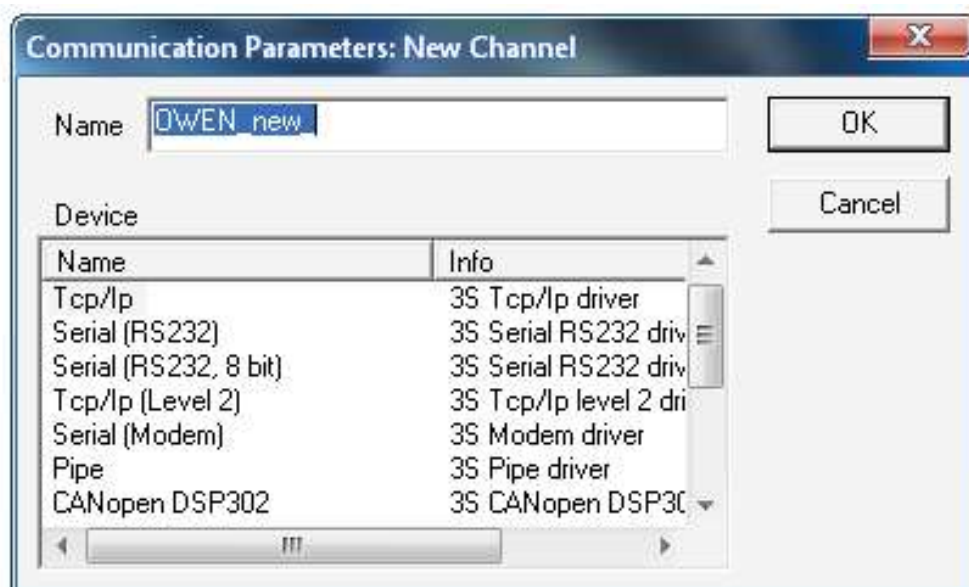 Communication Parameters: New Channel
Name OWEN_new_ OK
Cancel
Device
Name Info
Tcp/Ip 3S Tcp/Ip driver
Serial (RS232) 3S Serial RS232 driv
Serial (RS232, 8 bit) 3S Serial RS232 driv
Tcp/Ip (Level 2) 3S Tcp/Ip level 2 dri
Serial (Modem) 3S Modem driver
Pipe 3S Pipe driver
CANopen DSP302 3S CANopen DSP30